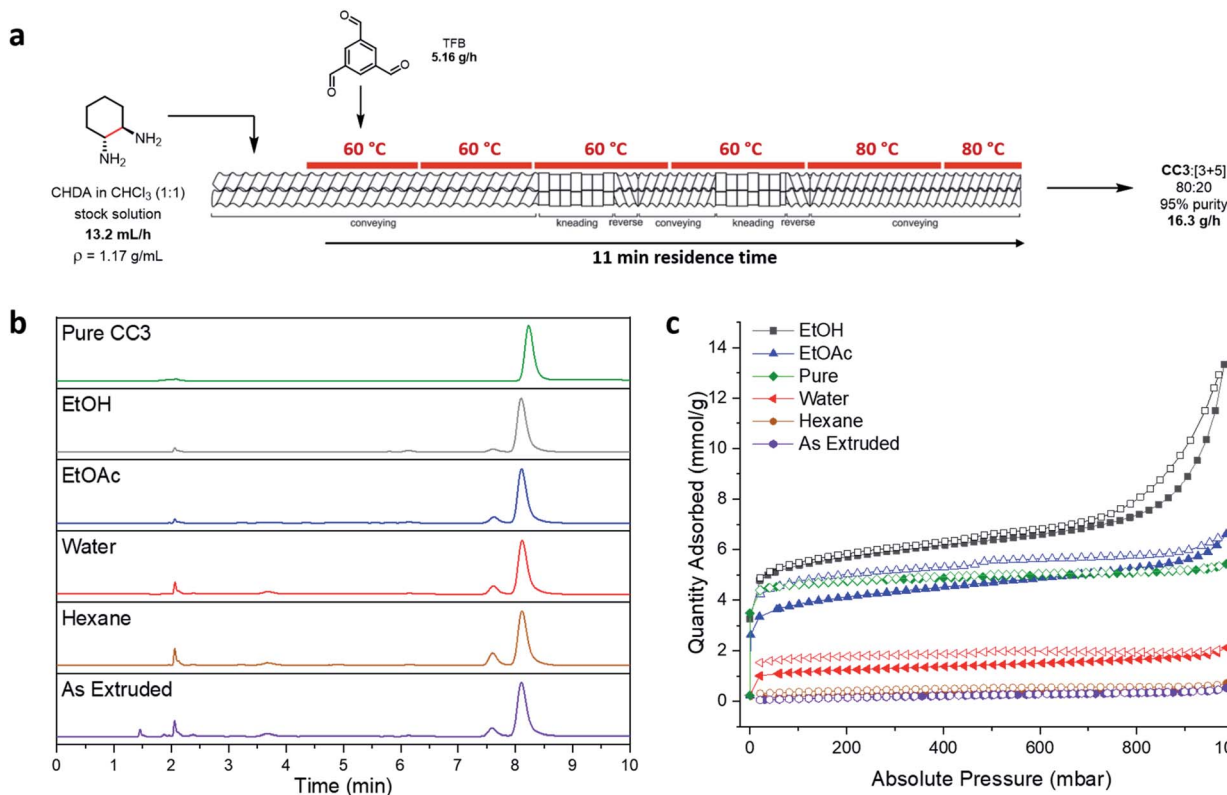 a
TFB
5.16 g/h
O
O
O
NH₂
NH₂
CHDA in CHCl₃ (1:1)
stock solution
13.2 mL/h
ρ = 1.17 g/mL
60 °C
60 °C
60 °C
60 °C
80 °C
80 °C
conveying
kneading
reverse
conveying
kneading
reverse
conveying
11 min residence time
CC3:[3+5]
80:20
95% purity
16.3 g/h
b
Pure CC3
EtOH
EtOAc
Water
Hexane
As Extruded
0 1 2 3 4 5 6 7 8 9 10
Time (min)
c
EtOH
EtOAc
Pure
Water
Hexane
As Extruded
14
12
10
8
6
4
2
0
Quantity Adsorbed (mmol/g)
0 200 400 600 800 10
Absolute Pressure (mbar)